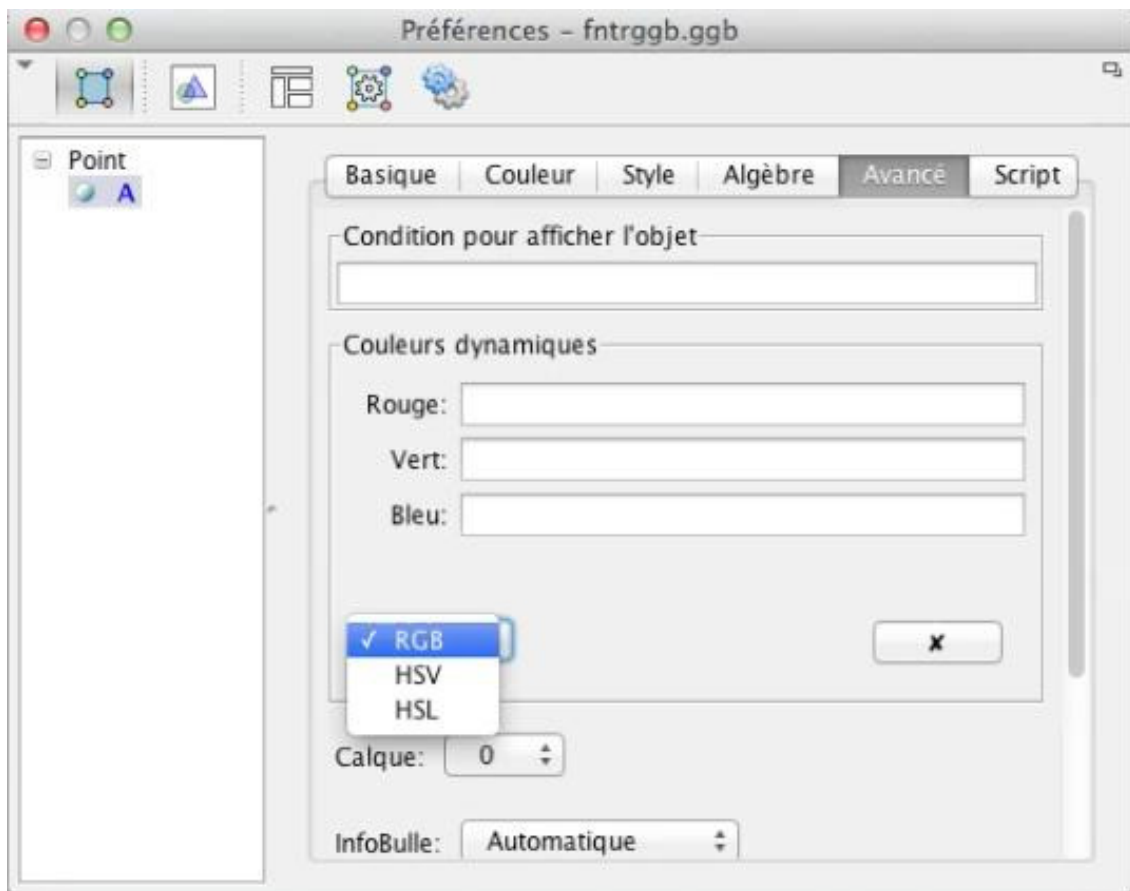 Préférences – fntrggb.ggb
Point
A
Basique Couleur Style Algèbre Avancé Script
Condition pour afficher l'objet
Couleurs dynamiques
Rouge:
Vert:
Bleu:
✓ RGB
HSV
HSL
✘
Calque: 0
InfoBulle: Automatique